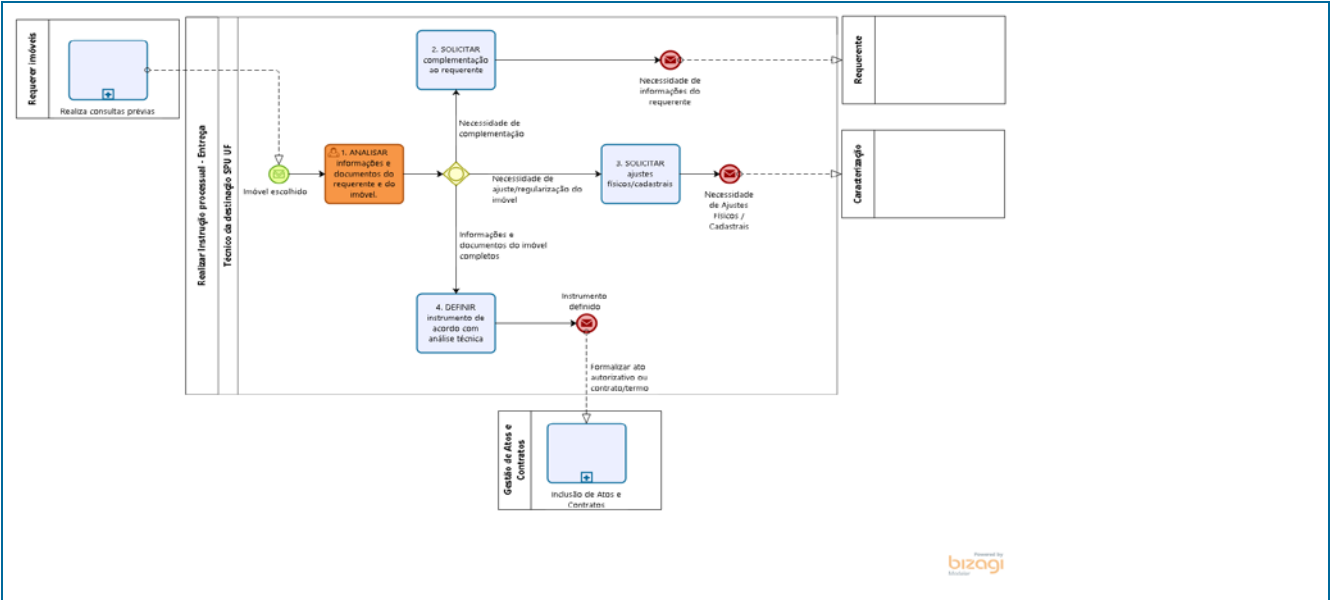 Requerer imóveis
Realiza consultas prévias
Realizar Instrução processual - Entrega
Técnico da destinação SPU UF
Imóvel escolhido
1. ANALISAR
informações e
documentos do
requerente e do
imóvel.
2. SOLICITAR
complementação
ao requerente
Necessidade de
complementação
Necessidade de
informações do
requerente
Requerente
Necessidade de
ajuste/regularização do
imóvel
3. SOLICITAR
ajustes
físicos/cadastrais
Necessidade
de Ajustes
Físicos /
Cadastrais
Caracterização
Informações e
documentos do imóvel
completos
4. DEFINIR
instrumento de
acordo com
análise técnica
Instrumento
definido
Formalizar ato
autorizativo ou
contrato/termo
Gestão de Atos e
Contratos
Inclusão de Atos e
Contratos
Powered by
bizagi
Modeler